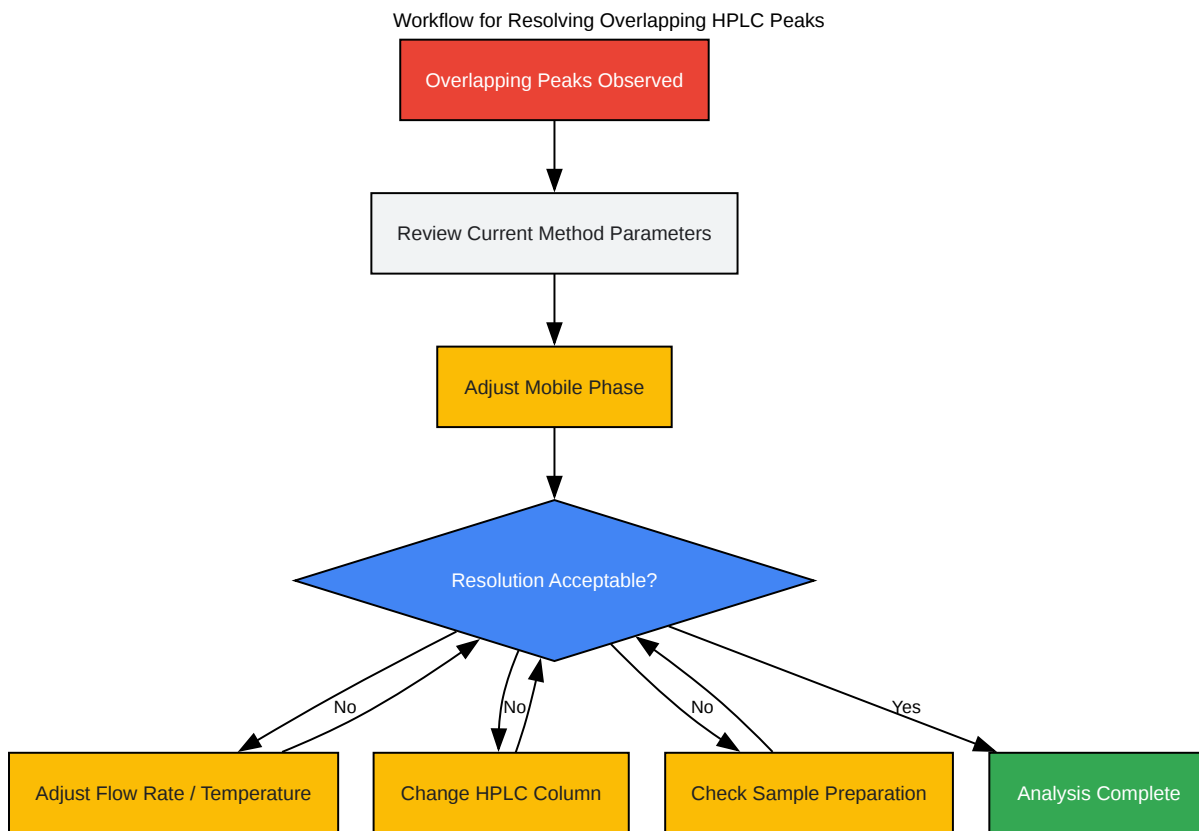 Workflow for Resolving Overlapping HPLC Peaks
Overlapping Peaks Observed
Review Current Method Parameters
Adjust Mobile Phase
Resolution Acceptable?
No
No
No
Yes
Adjust Flow Rate / Temperature
Change HPLC Column
Check Sample Preparation
Analysis Complete